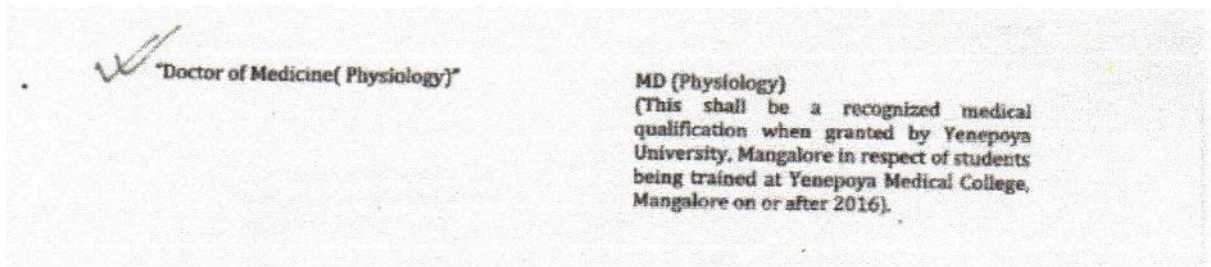 "Doctor of Medicine( Physiology)"
MD (Physiology)
(This shall be a recognized medical
qualification when granted by Yenepoya
University, Mangalore in respect of students
being trained at Yenepoya Medical College,
Mangalore on or after 2016).